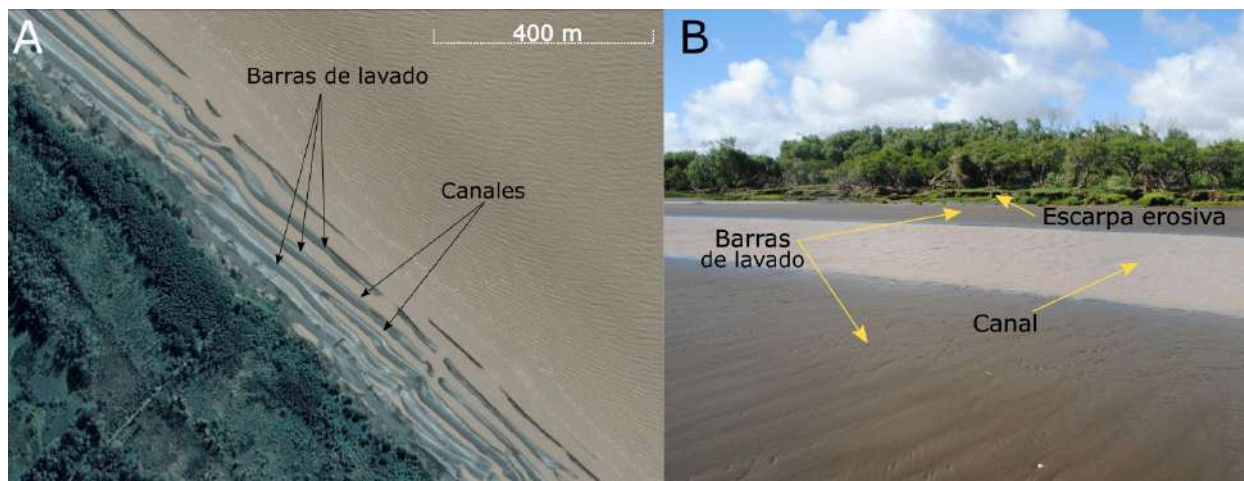 A
400 m
Barras de lavado
Canales
B
Escarpa erosiva
Barras
de lavado
Canal